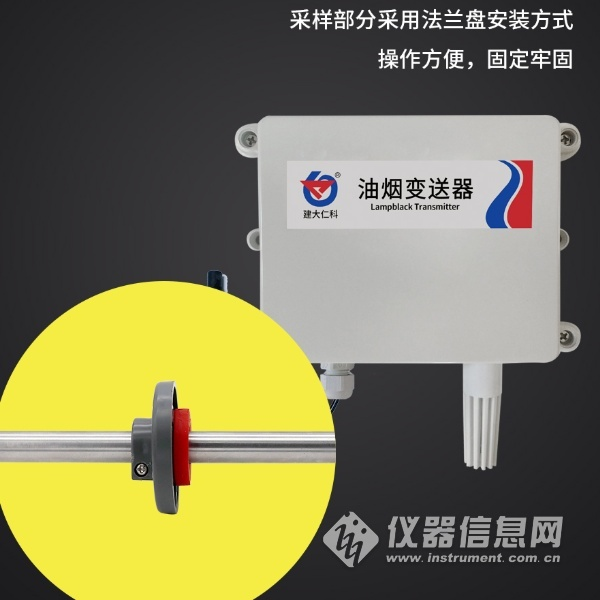 采样部分采用法兰盘安装方式
操作方便，固定牢固
®
建大仁科
油烟变送器
Lampblack Transmitter
仪器信息网
www.instrument.com.cn